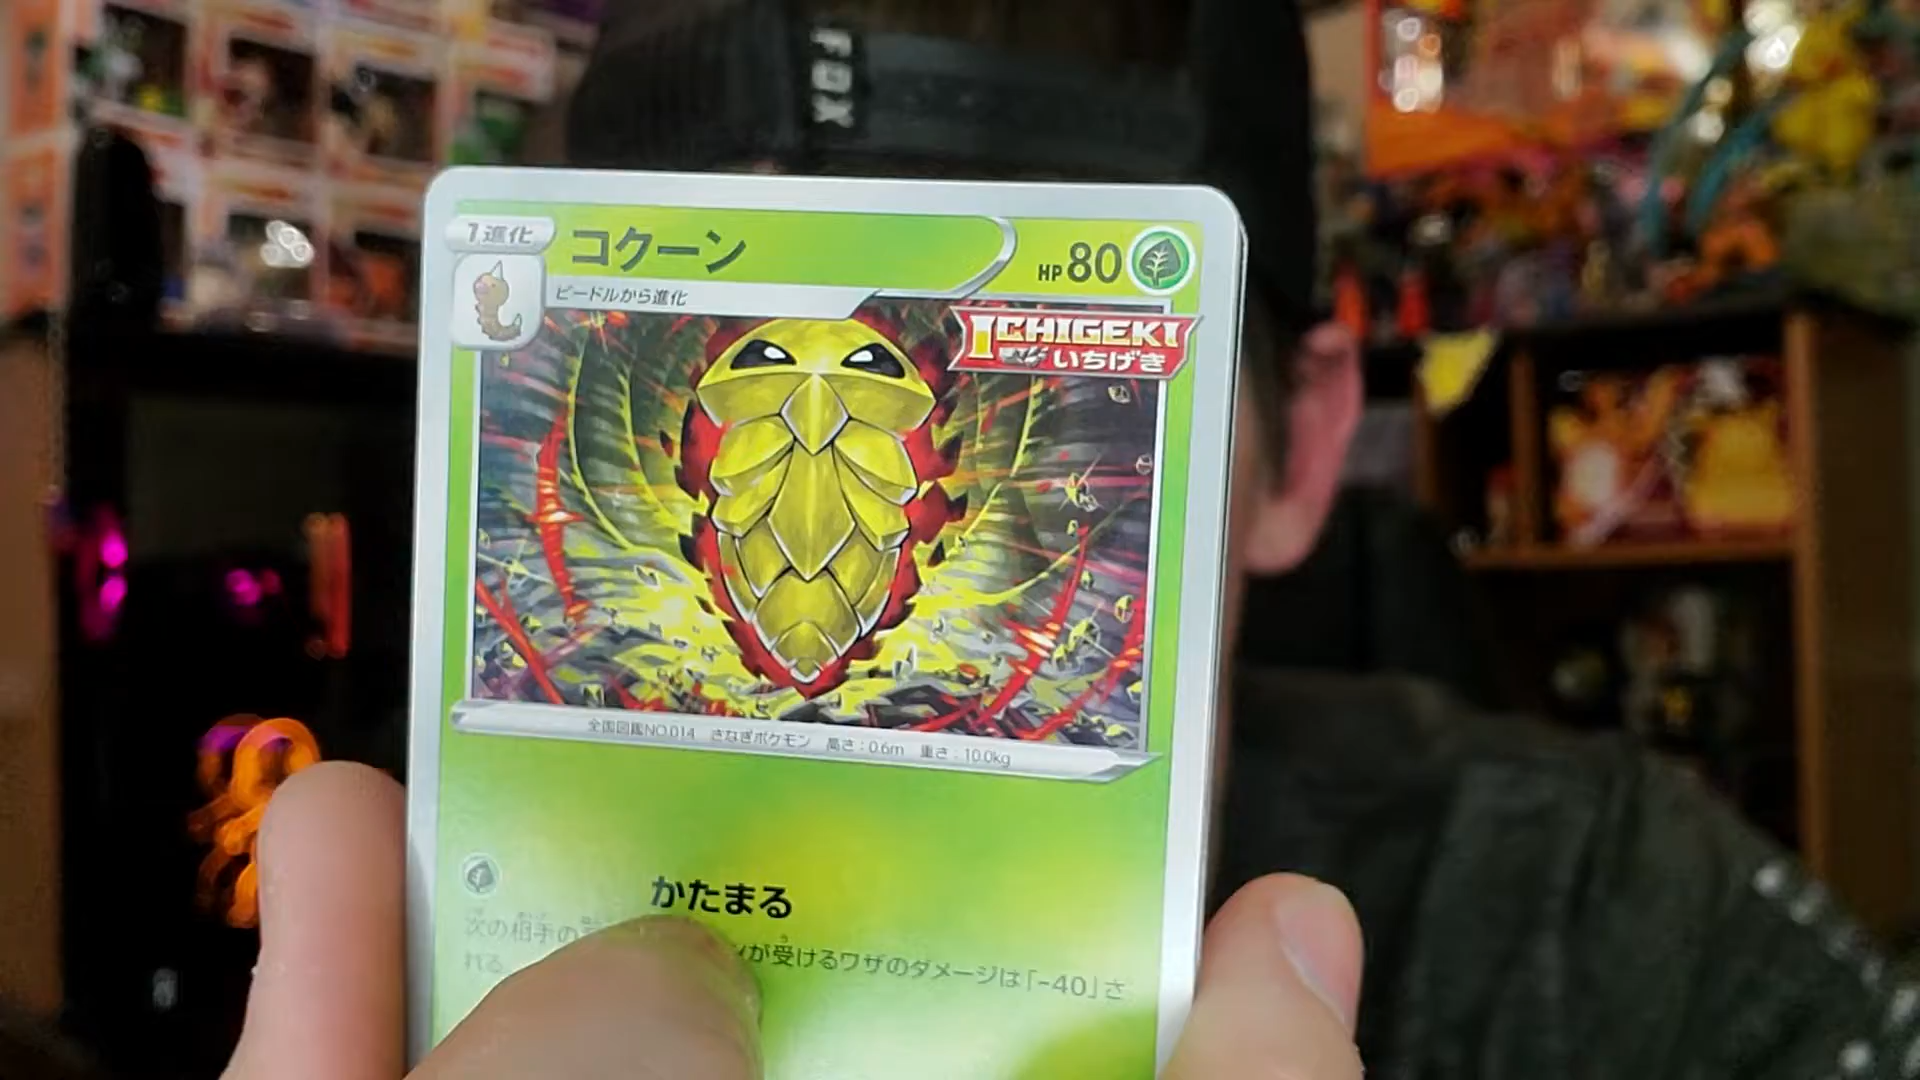 FOX
1進化
コクーン
HP 80
ビードルから進化
ICHIGEKI
いちげき
全国図鑑NO.014 さなぎポケモン 高さ:0.6m 重さ:10.0kg
かたまる
次の相手の
が受けるワザのダメージは「-40」さ
れる